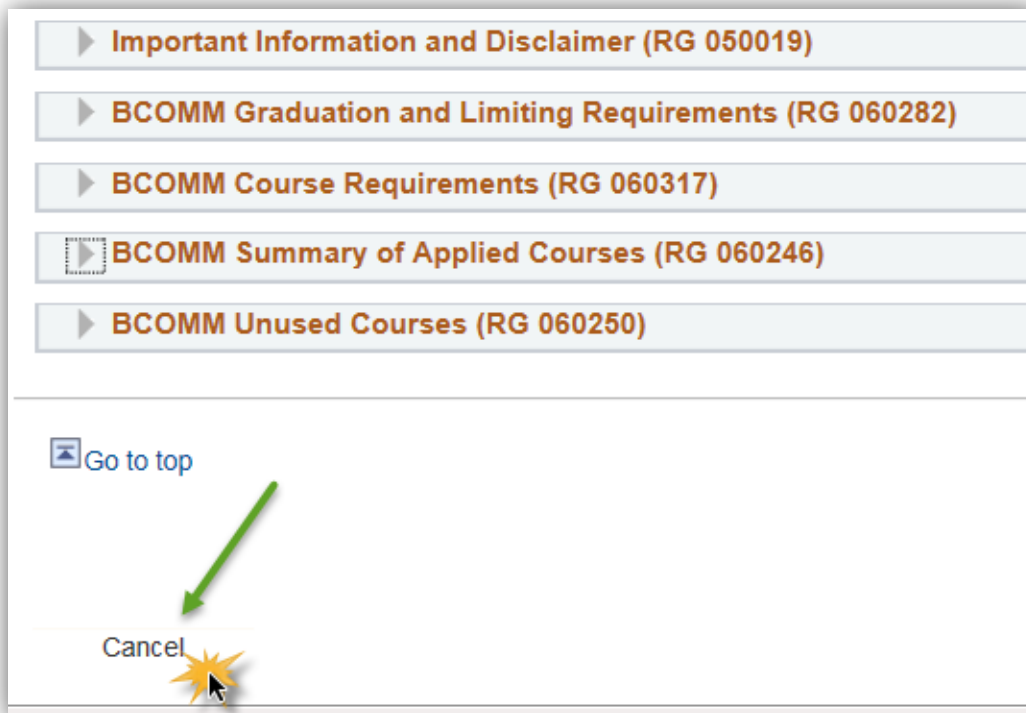 Important Information and Disclaimer (RG 050019)
BCOMM Graduation and Limiting Requirements (RG 060282)
BCOMM Course Requirements (RG 060317)
BCOMM Summary of Applied Courses (RG 060246)
BCOMM Unused Courses (RG 060250)
Go to top
Cancel